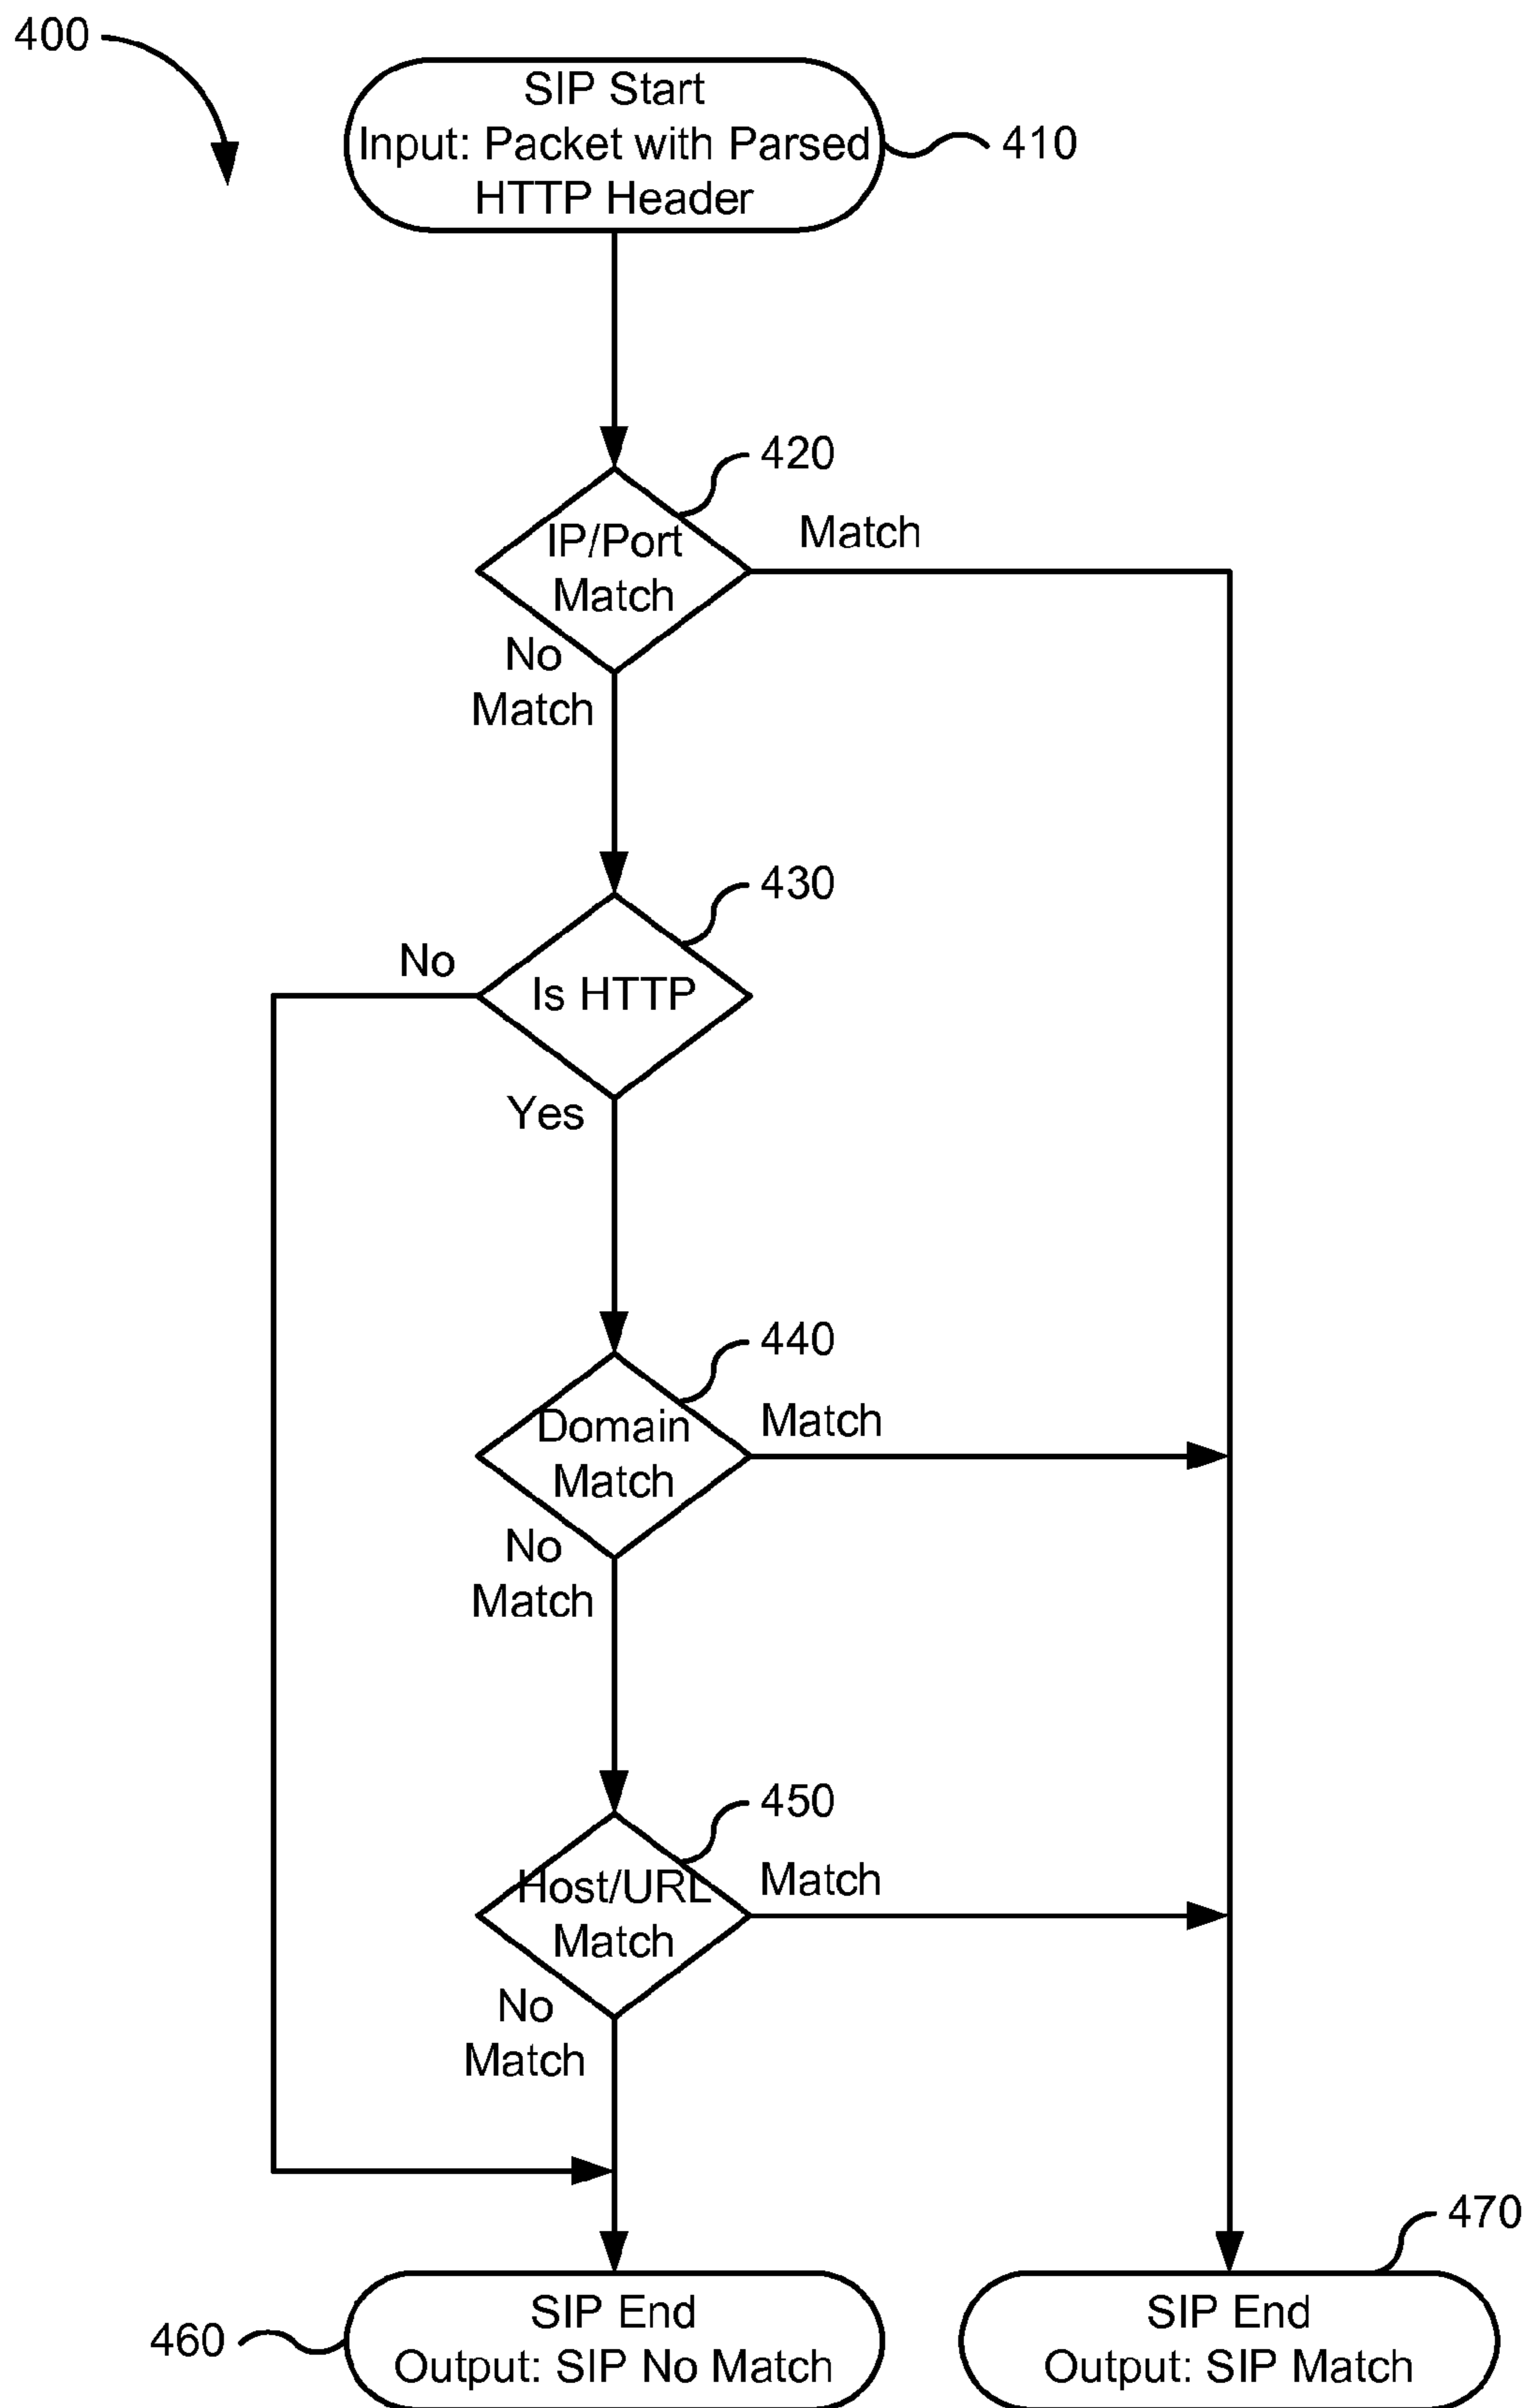 400
SIP Start
Input: Packet with Parsed
HTTP Header
410
420
IP/Port
Match
Match
No
Match
430
No
Is HTTP
Yes
440
Domain
Match
Match
No
Match
450
Host/URL
Match
Match
No
Match
470
460
SIP End
Output: SIP No Match
SIP End
Output: SIP Match